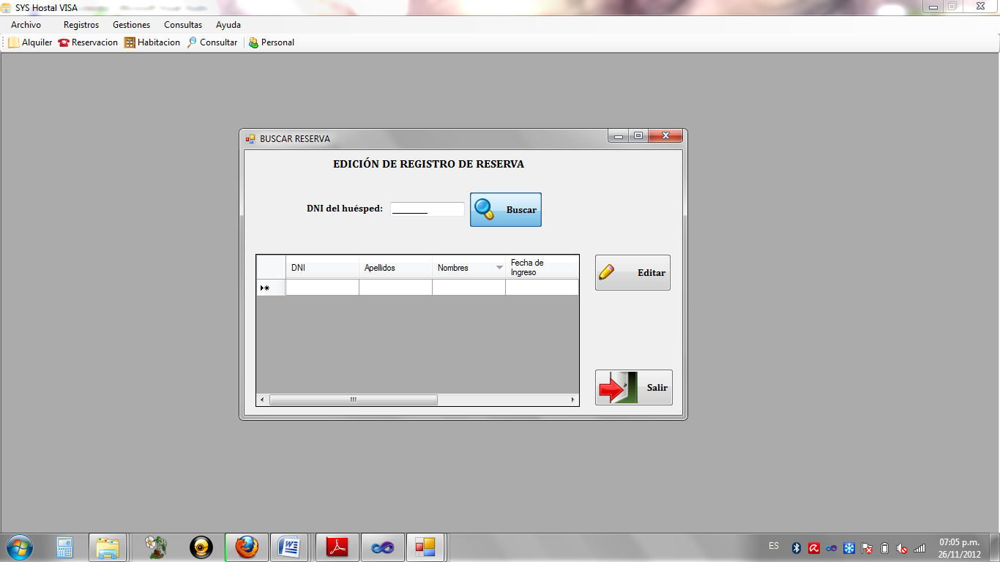 SYS Hostal VISA
Archivo Registros Gestiones Consultas Ayuda
Alquiler Reservacion Habitacion Consultar Personal
BUSCAR RESERVA
EDICIÓN DE REGISTRO DE RESERVA
DNI del huésped: ________ Buscar
DNI Apellidos Nombres Fecha de Ingreso
Editar
Salir
ES
07:05 p.m.
26/11/2012